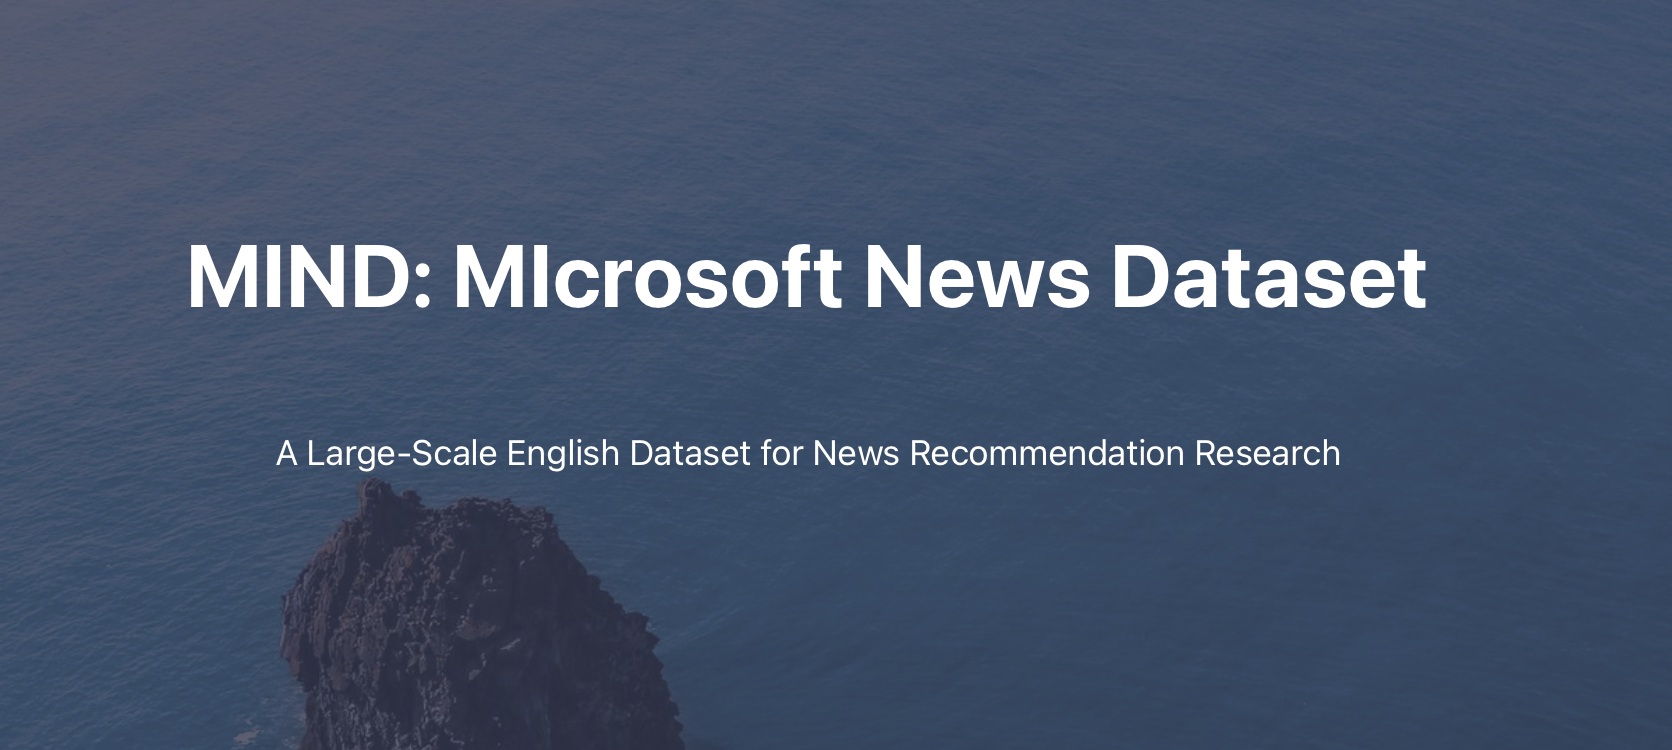 MIND: MIcrosoft News Dataset
A Large-Scale English Dataset for News Recommendation Research